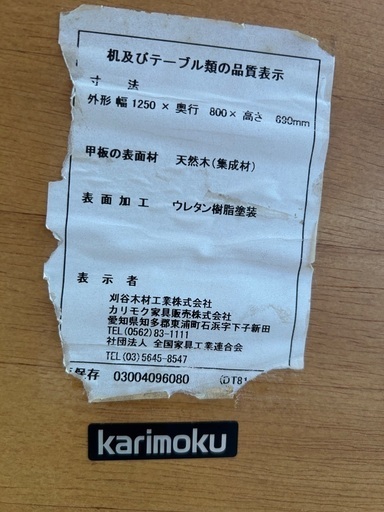 机及びテーブル類の品質表示
寸法
外形 幅 1250 × 奥行 800 × 高さ 690mm
甲板の表面材 天然木(集成材)
表面加工 ウレタン樹脂塗装
表示者
刈谷木材工業株式会社
カリモク家具販売株式会社
愛知県知多郡東浦町石浜字下子新田
TEL(0562)83-1111
社団法人 全国家具工業連合会
TEL(03)5645-8547
保存 03004096080 (DT81
karimoku